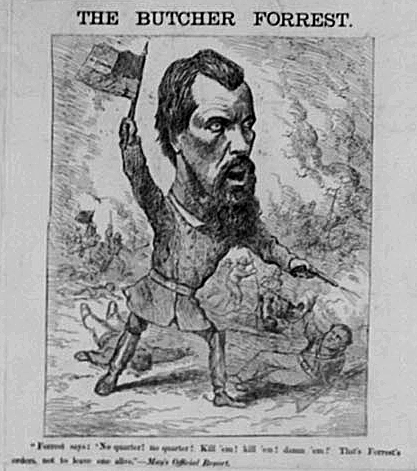 THE BUTCHER FORREST.
"Forrest says: 'No quarter! no quarter! Kill 'em! kill 'em! damn 'em! That's Forrest's
orders, not to leave one alive."—May's Official Report.